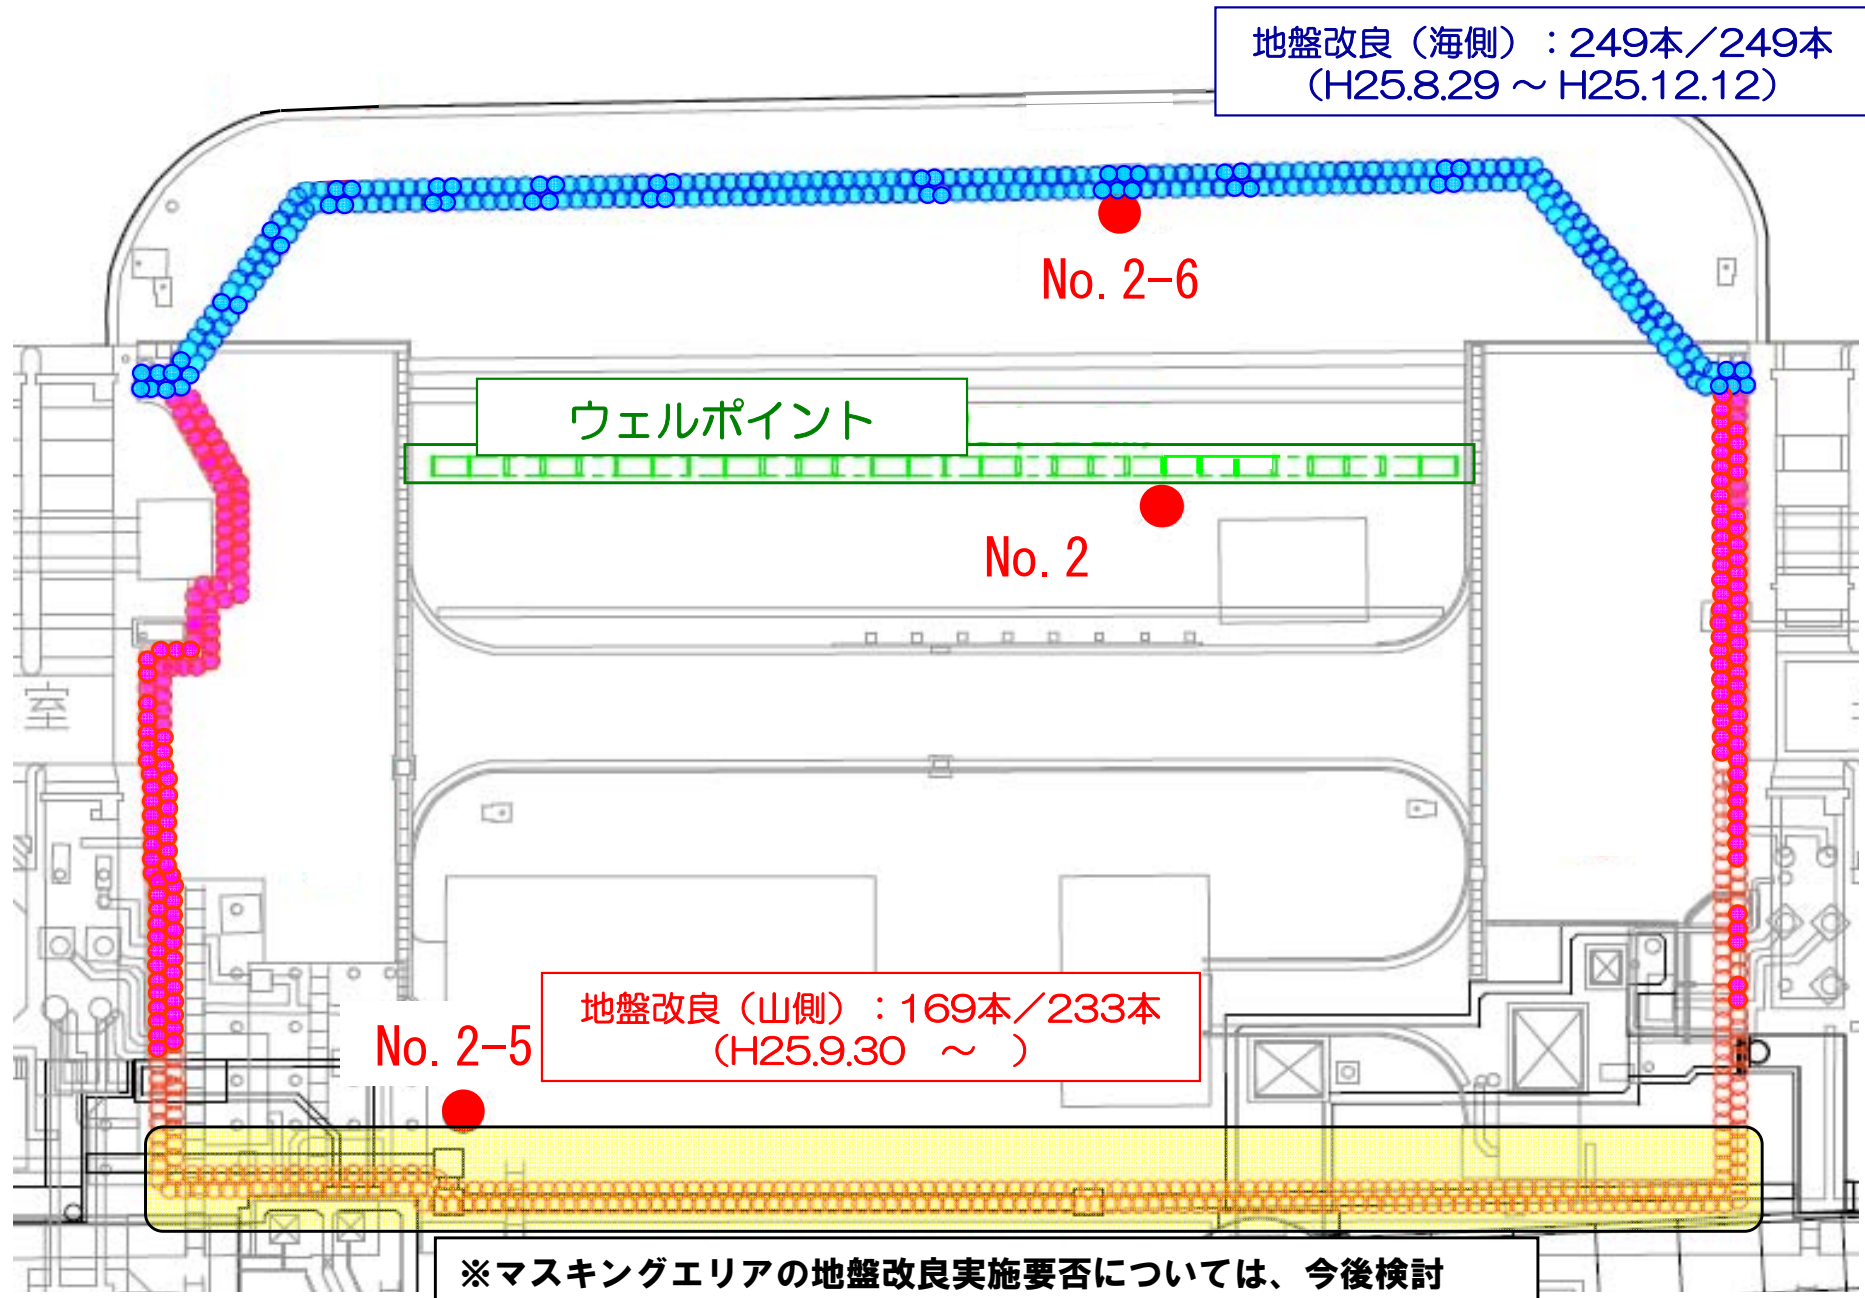 地盤改良（海側）：249本／249本
（H25.8.29 ～ H25.12.12）
No. 2-6
ウェルポイント
No. 2
室
地盤改良（山側）：169本／233本
（H25.9.30　～　）
No. 2-5
※マスキングエリアの地盤改良実施要否については、今後検討